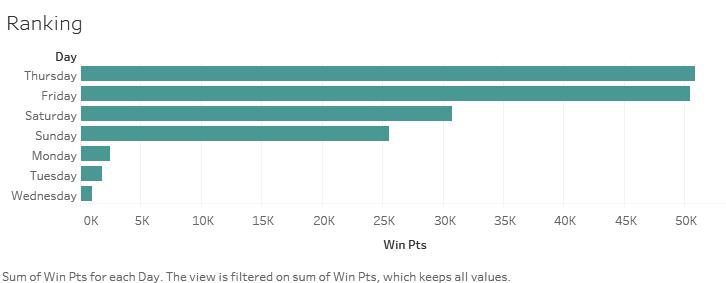 Ranking
Day
Thursday
Friday
Saturday
Sunday
Monday
Tuesday
Wednesday
0K 5K 10K 15K 20K 25K 30K 35K 40K 45K 50K
Win Pts
Sum of Win Pts for each Day. The view is filtered on sum of Win Pts, which keeps all values.